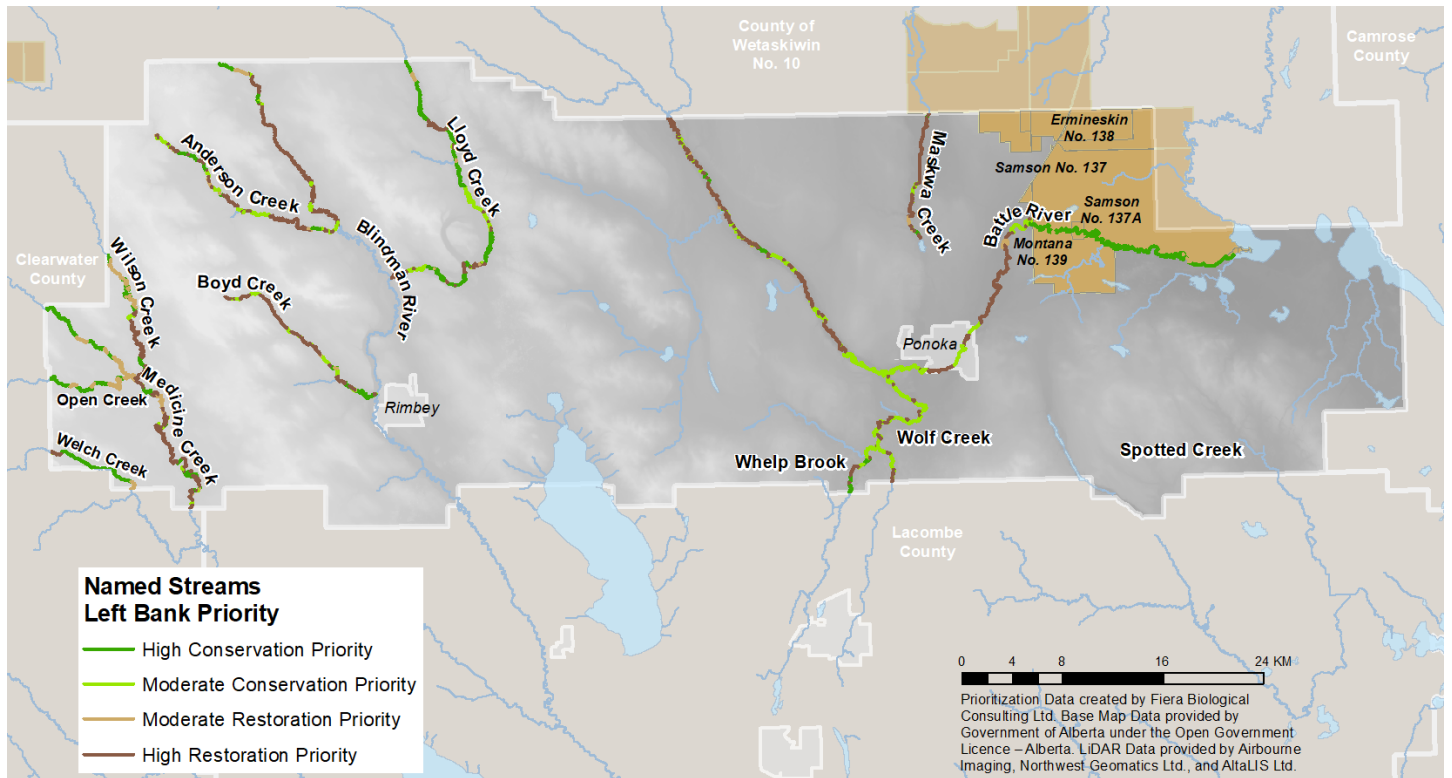 County of
Wetaskiwin
No. 10
Camrose
County
Ermineskin
No. 138
Samson No. 137
Samson
No. 137A
Montana
No. 139
Battle River
Maskwa Creek
Lloyd Creek
Anderson Creek
Blindman River
Wilson Creek
Clearwater
County
Boyd Creek
Medicine Creek
Open Creek
Welch Creek
Rimbey
Ponoka
Wolf Creek
Whelp Brook
Spotted Creek
Lacombe
County
Named Streams
Left Bank Priority
High Conservation Priority
Moderate Conservation Priority
Moderate Restoration Priority
High Restoration Priority
0 4 8 16 24 KM
Prioritization Data created by Fiera Biological
Consulting Ltd. Base Map Data provided by
Government of Alberta under the Open Government
Licence – Alberta. LiDAR Data provided by Airbourne
Imaging, Northwest Geomatics Ltd., and AltaLIS Ltd.